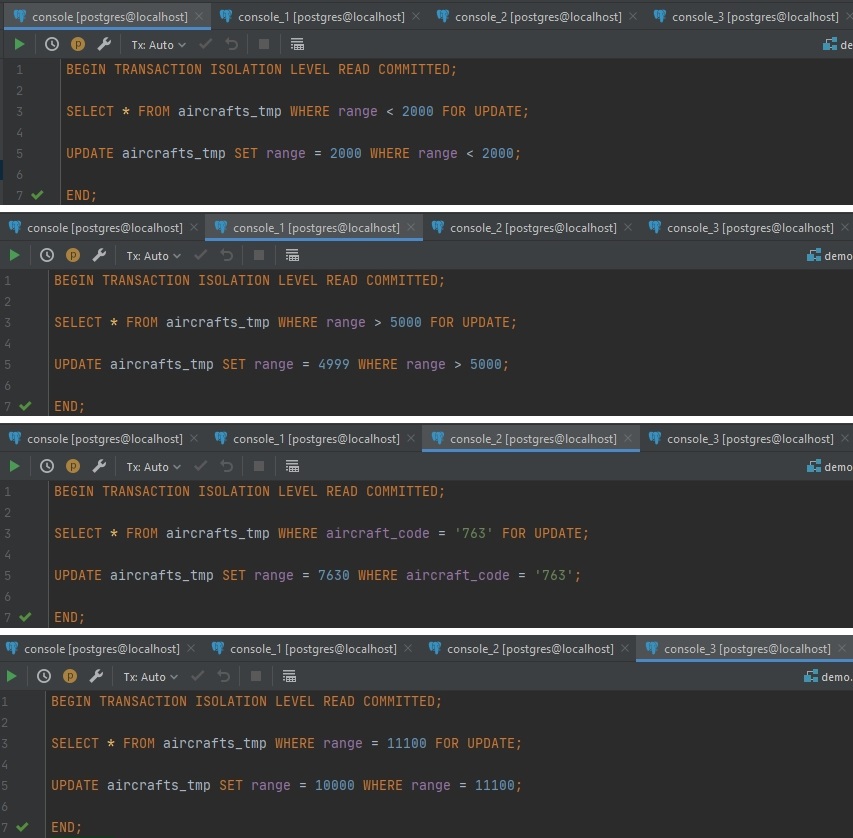 console [postgres@localhost] console_1 [postgres@localhost] console_2 [postgres@localhost] console_3 [postgres@localhost]
Tx: Auto de
1 BEGIN TRANSACTION ISOLATION LEVEL READ COMMITTED;
2
3 SELECT * FROM aircrafts_tmp WHERE range < 2000 FOR UPDATE;
4
5 UPDATE aircrafts_tmp SET range = 2000 WHERE range < 2000;
6
7 END;
console [postgres@localhost] console_1 [postgres@localhost] console_2 [postgres@localhost] console_3 [postgres@localhost]
Tx: Auto demo
1 BEGIN TRANSACTION ISOLATION LEVEL READ COMMITTED;
2
3 SELECT * FROM aircrafts_tmp WHERE range > 5000 FOR UPDATE;
4
5 UPDATE aircrafts_tmp SET range = 4999 WHERE range > 5000;
6
7 END;
console [postgres@localhost] console_1 [postgres@localhost] console_2 [postgres@localhost] console_3 [postgres@localhost]
Tx: Auto demo
1 BEGIN TRANSACTION ISOLATION LEVEL READ COMMITTED;
2
3 SELECT * FROM aircrafts_tmp WHERE aircraft_code = '763' FOR UPDATE;
4
5 UPDATE aircrafts_tmp SET range = 7630 WHERE aircraft_code = '763';
6
7 END;
console [postgres@localhost] console_1 [postgres@localhost] console_2 [postgres@localhost] console_3 [postgres@localhost]
Tx: Auto demo.
1 BEGIN TRANSACTION ISOLATION LEVEL READ COMMITTED;
2
3 SELECT * FROM aircrafts_tmp WHERE range = 11100 FOR UPDATE;
4
5 UPDATE aircrafts_tmp SET range = 10000 WHERE range = 11100;
6
7 END;